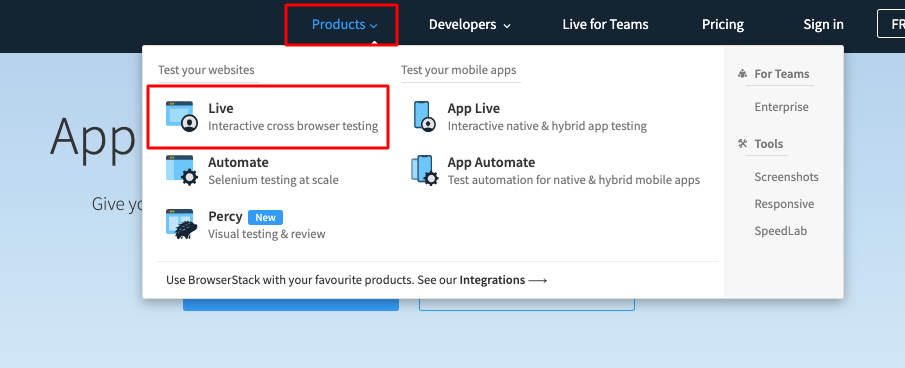 Products
Developers
Live for Teams
Pricing
Sign in
FR
App
Give yo
Test your websites
Live
Interactive cross browser testing
Automate
Selenium testing at scale
Percy New
Visual testing & review
Test your mobile apps
App Live
Interactive native & hybrid app testing
App Automate
Test automation for native & hybrid mobile apps
For Teams
Enterprise
Tools
Screenshots
Responsive
SpeedLab
Use BrowserStack with your favourite products. See our Integrations ⟶